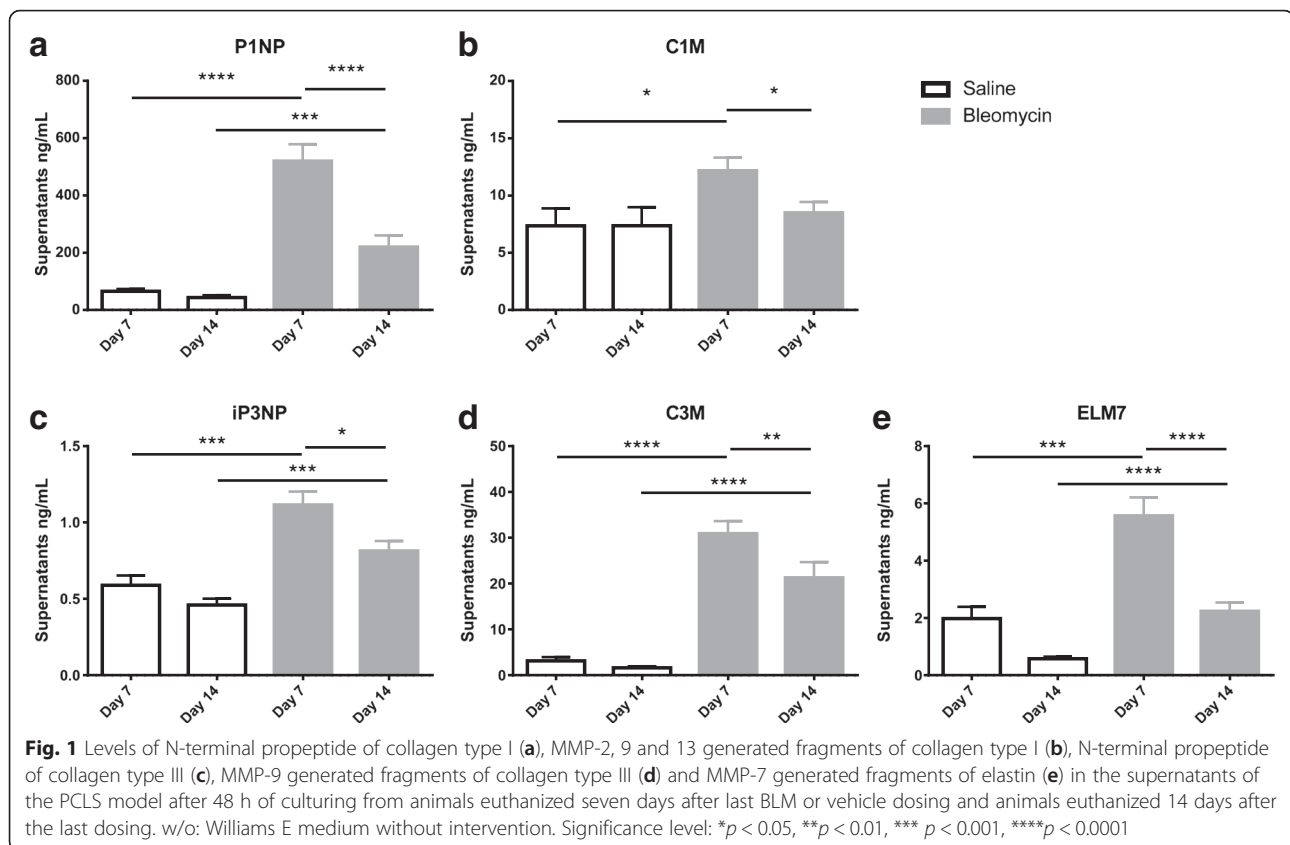 a
P1NP
Supernatants ng/mL
800
600
400
200
0
****
****
***
Day 7
Day 14
Day 7
Day 14
b
C1M
Supernatants ng/mL
20
15
10
5
0
*
*
Day 7
Day 14
Day 7
Day 14
Saline
Bleomycin
c
iP3NP
Supernatants ng/mL
1.5
1.0
0.5
0.0
***
*
***
Day 7
Day 14
Day 7
Day 14
d
C3M
Supernatants ng/mL
50
40
30
20
10
0
****
**
****
Day 7
Day 14
Day 7
Day 14
e
ELM7
Supernatants ng/mL
8
6
4
2
0
***
****
****
Day 7
Day 14
Day 7
Day 14
Fig. 1 Levels of N-terminal propeptide of collagen type I (a), MMP-2, 9 and 13 generated fragments of collagen type I (b), N-terminal propeptide
of collagen type III (c), MMP-9 generated fragments of collagen type III (d) and MMP-7 generated fragments of elastin (e) in the supernatants of
the PCLS model after 48 h of culturing from animals euthanized seven days after last BLM or vehicle dosing and animals euthanized 14 days after
the last dosing. w/o: Williams E medium without intervention. Significance level: *p < 0.05, **p < 0.01, *** p < 0.001, ****p < 0.0001